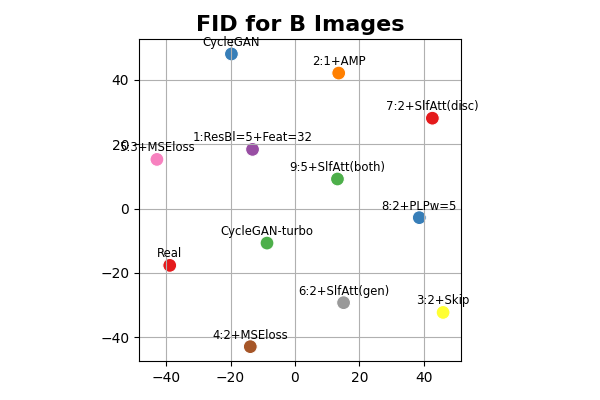 FID for B Images
CycleGAN
2:1+AMP
7:2+SlfAtt(disc)
1:ResBl=5+Feat=32
5:3+MSEloss
9:5+SlfAtt(both)
8:2+PLPw=5
CycleGAN-turbo
Real
6:2+SlfAtt(gen)
3:2+Skip
4:2+MSEloss
40
20
0
−20
−40
−40 −20 0 20 40